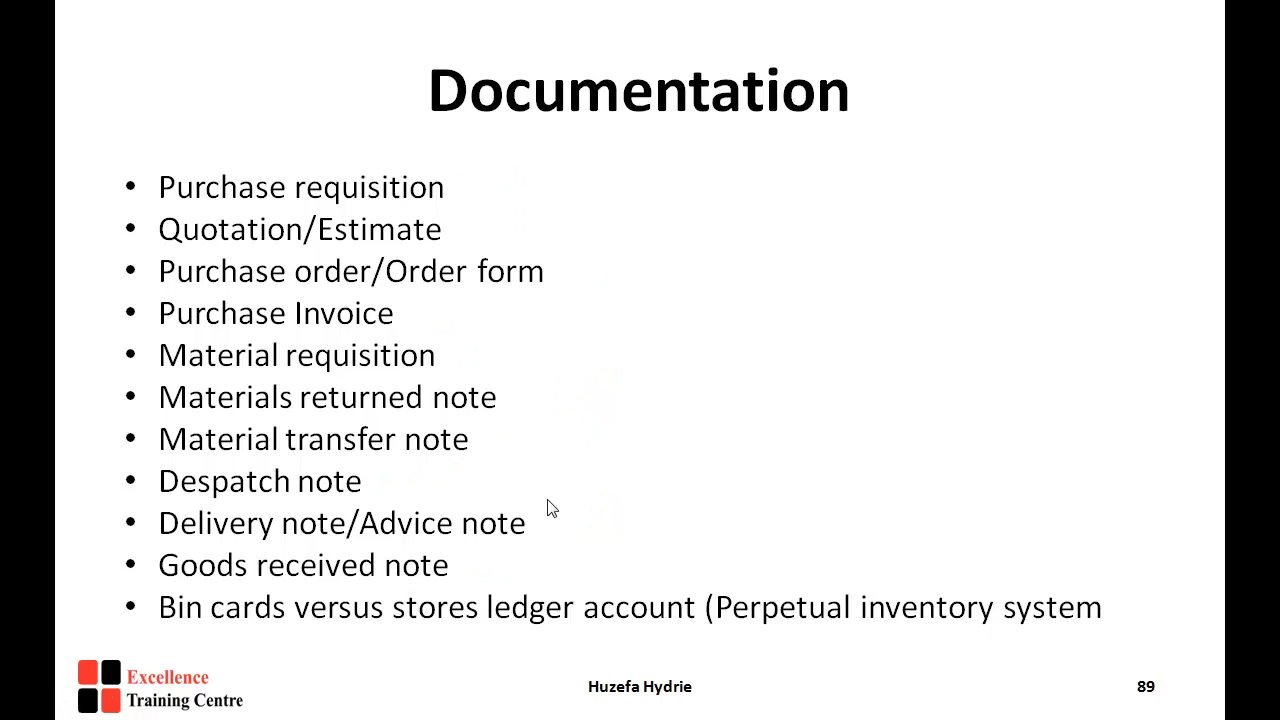 Documentation
• Purchase requisition
• Quotation/Estimate
• Purchase order/Order form
• Purchase Invoice
• Material requisition
• Materials returned note
• Material transfer note
• Despatch note
• Delivery note/Advice note
• Goods received note
• Bin cards versus stores ledger account (Perpetual inventory system
Excellence
Training Centre
Huzefa Hydrie
89